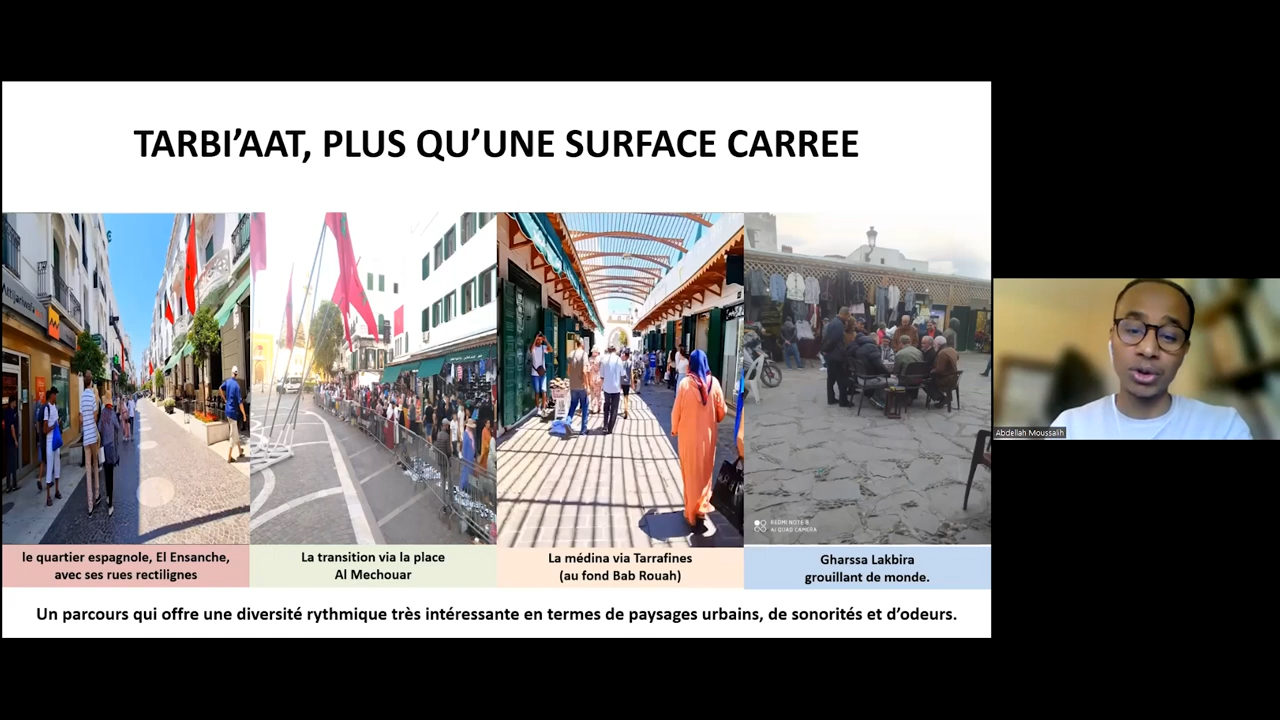 TARBI’AAT, PLUS QU’UNE SURFACE CARREE
Attijariwafa
REDMI NOTE 8
AI QUAD CAMERA
le quartier espagnole, El Ensanche,
avec ses rues rectilignes
La transition via la place
Al Mechouar
La médina via Tarrafines
(au fond Bab Rouah)
Gharssa Lakbira
grouillant de monde.
Un parcours qui offre une diversité rythmique très intéressante en termes de paysages urbains, de sonorités et d’odeurs.
Abdellah Moussalih